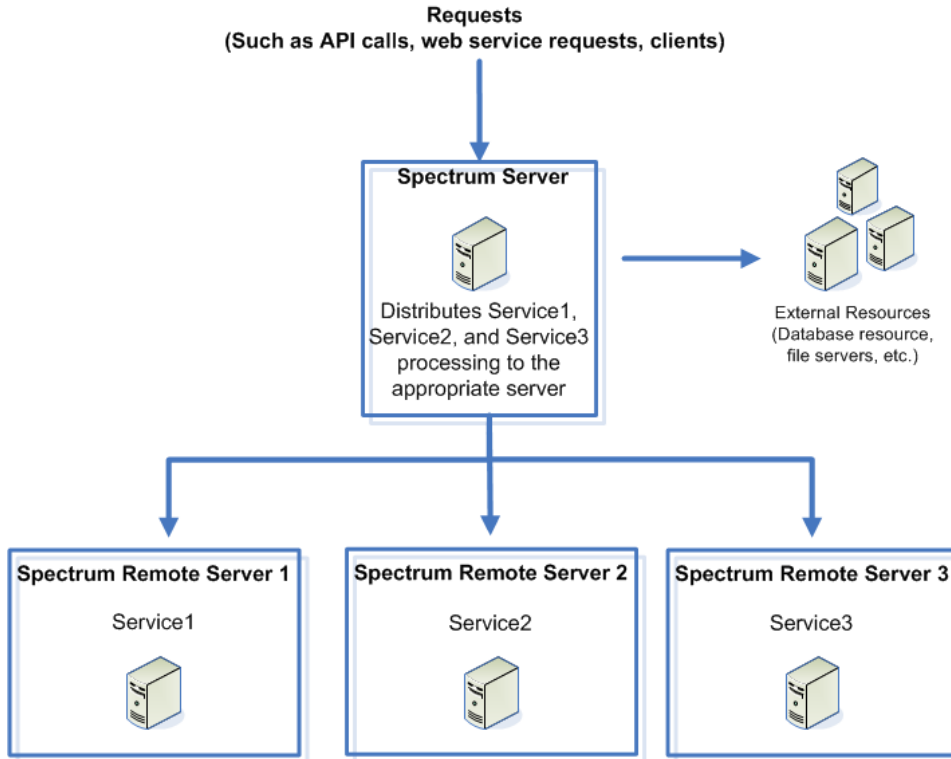 Requests
(Such as API calls, web service requests, clients)
Spectrum Server
Distributes Service1,
Service2, and Service3
processing to the
appropriate server
External Resources
(Database resource,
file servers, etc.)
Spectrum Remote Server 1
Service1
Spectrum Remote Server 2
Service2
Spectrum Remote Server 3
Service3